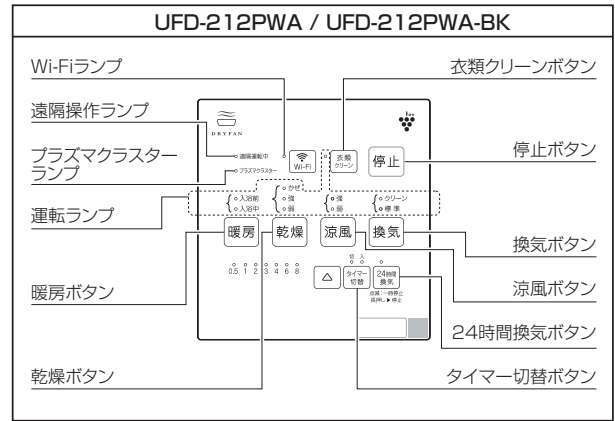 UFD-212PWA / UFD-212PWA-BK
Wi-Fiランプ
衣類クリーンボタン
遠隔操作ランプ
プラズマクラスター
ランプ
停止ボタン
運転ランプ
換気ボタン
涼風ボタン
暖房ボタン
24時間換気ボタン
乾燥ボタン
タイマー切替ボタン
DRYFAN
遠隔運転中
プラズマクラスター
Wi-Fi
衣類
クリーン
停止
入浴前
入浴中
かぜ
強
弱
強
弱
クリーン
標準
暖房
乾燥
涼風
換気
0.5 1 2 3 4 6 8
切 入
△
タイマー
切替
24時間
換気
点滅:一時停止
長押し▶停止